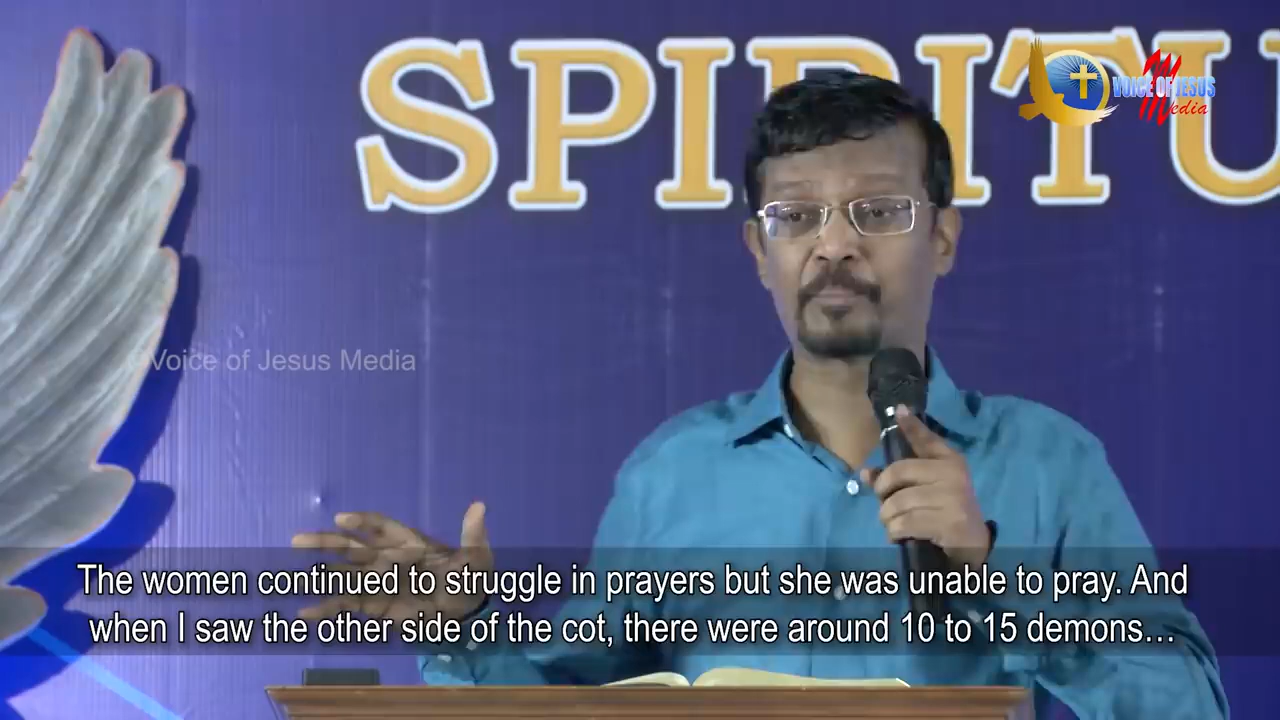 SPIRITU
VOICE OF JESUS
Media
Voice of Jesus Media
The women continued to struggle in prayers but she was unable to pray. And
when I saw the other side of the cot, there were around 10 to 15 demons…